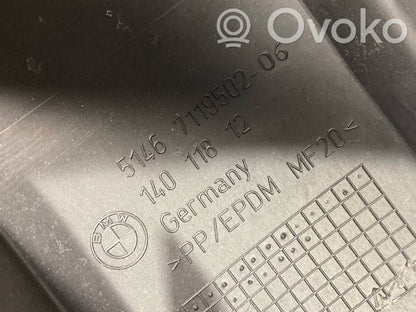 Ovoko
5146 7119502-06
140 118 12
Germany
>PP/EPDM MF20<
BMW